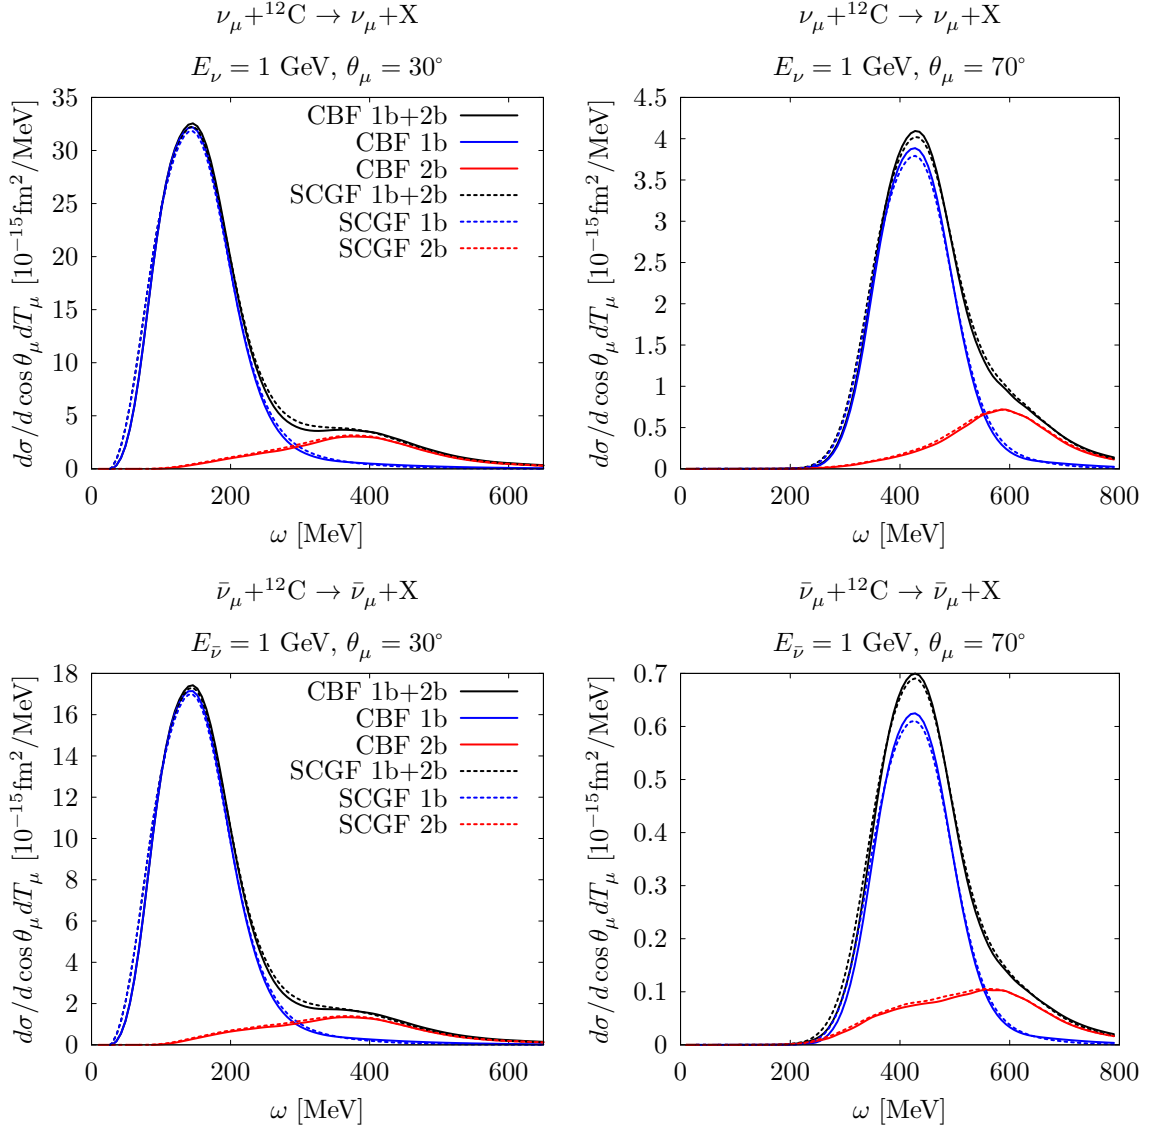 ν_μ+¹²C → ν_μ+X
E_ν = 1 GeV, θ_μ = 30°
dσ/d cos θ_μ dT_μ [10⁻¹⁵fm²/MeV]
35
30
25
20
15
10
5
0
CBF 1b+2b
CBF 1b
CBF 2b
SCGF 1b+2b
SCGF 1b
SCGF 2b
0 200 400 600
ω [MeV]
ν_μ+¹²C → ν_μ+X
E_ν = 1 GeV, θ_μ = 70°
dσ/d cos θ_μ dT_μ [10⁻¹⁵fm²/MeV]
4.5
4
3.5
3
2.5
2
1.5
1
0.5
0
0 200 400 600 800
ω [MeV]
ν̄_μ+¹²C → ν̄_μ+X
E_ν̄ = 1 GeV, θ_μ = 30°
dσ/d cos θ_μ dT_μ [10⁻¹⁵fm²/MeV]
18
16
14
12
10
8
6
4
2
0
CBF 1b+2b
CBF 1b
CBF 2b
SCGF 1b+2b
SCGF 1b
SCGF 2b
0 200 400 600
ω [MeV]
ν̄_μ+¹²C → ν̄_μ+X
E_ν̄ = 1 GeV, θ_μ = 70°
dσ/d cos θ_μ dT_μ [10⁻¹⁵fm²/MeV]
0.7
0.6
0.5
0.4
0.3
0.2
0.1
0
0 200 400 600 800
ω [MeV]